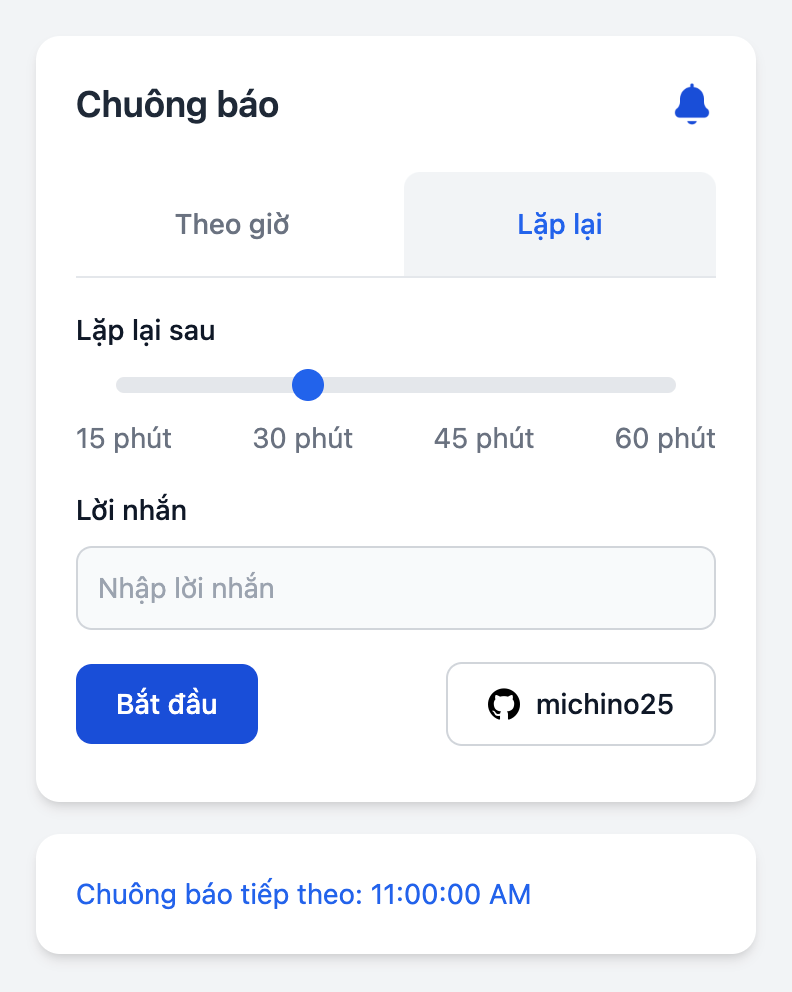 Chuông báo
Theo giờ
Lặp lại
Lặp lại sau
15 phút 30 phút 45 phút 60 phút
Lời nhắn
Nhập lời nhắn
Bắt đầu
michino25
Chuông báo tiếp theo: 11:00:00 AM